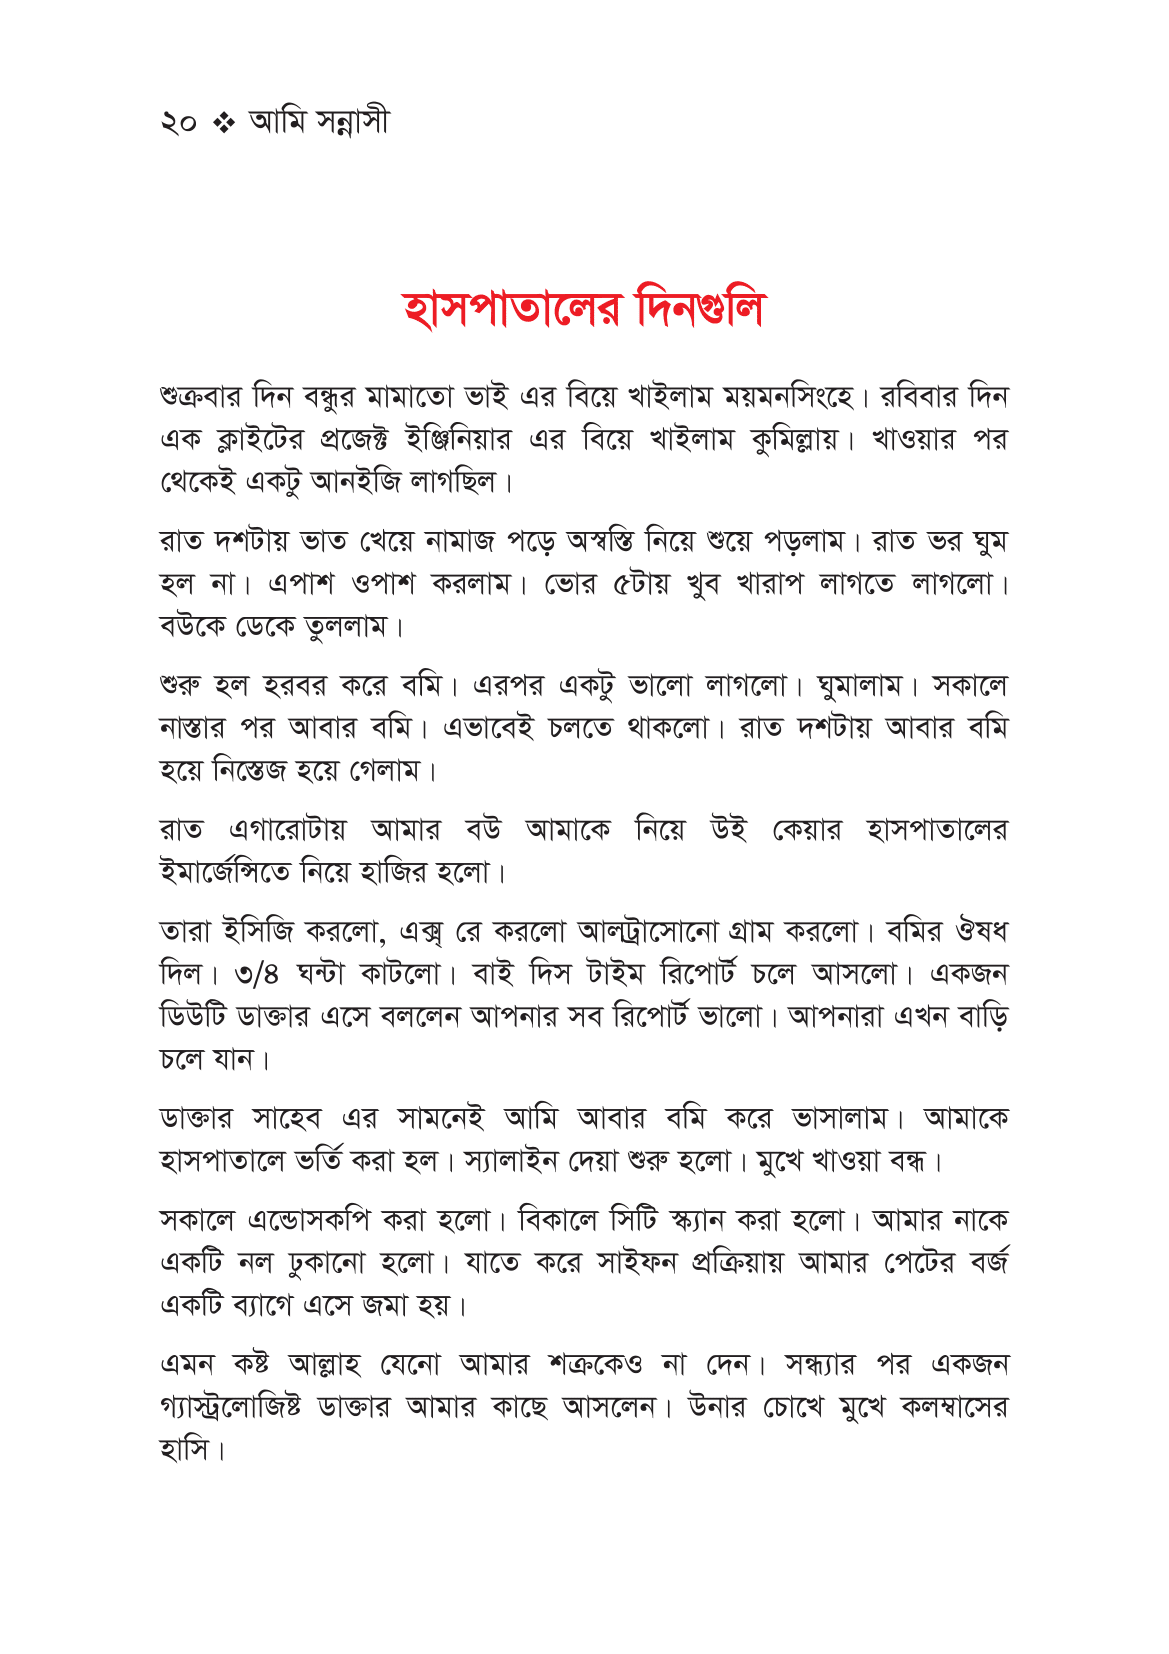 ২০ ❖ আমি সন্নাসী
হাসপাতালের দিনগুলি
শুক্রবার দিন বন্ধুর মামাতো ভাই এর বিয়ে খাইলাম ময়মনসিংহে। রবিবার দিন
এক ক্লাইটের প্রজেক্ট ইঞ্জিনিয়ার এর বিয়ে খাইলাম কুমিল্লায়। খাওয়ার পর
থেকেই একটু আনইজি লাগছিল।
রাত দশটায় ভাত খেয়ে নামাজ পড়ে অস্বস্তি নিয়ে শুয়ে পড়লাম। রাত ভর ঘুম
হল না। এপাশ ওপাশ করলাম। ভোর ৫টায় খুব খারাপ লাগতে লাগলো।
বউকে ডেকে তুললাম।
শুরু হল হরবর করে বমি। এরপর একটু ভালো লাগলো। ঘুমালাম। সকালে
নাস্তার পর আবার বমি। এভাবেই চলতে থাকলো। রাত দশটায় আবার বমি
হয়ে নিস্তেজ হয়ে গেলাম।
রাত এগারোটায় আমার বউ আমাকে নিয়ে উই কেয়ার হাসপাতালের
ইমার্জেন্সিতে নিয়ে হাজির হলো।
তারা ইসিজি করলো, এক্স্ রে করলো আলট্রাসোনো গ্রাম করলো। বমির ঔষধ
দিল। ৩/৪ ঘন্টা কাটলো। বাই দিস টাইম রিপোর্ট চলে আসলো। একজন
ডিউটি ডাক্তার এসে বললেন আপনার সব রিপোর্ট ভালো। আপনারা এখন বাড়ি
চলে যান।
ডাক্তার সাহেব এর সামনেই আমি আবার বমি করে ভাসালাম। আমাকে
হাসপাতালে ভর্তি করা হল। স্যালাইন দেয়া শুরু হলো। মুখে খাওয়া বন্ধ।
সকালে এন্ডোসকপি করা হলো। বিকালে সিটি স্ক্যান করা হলো। আমার নাকে
একটি নল ঢুকানো হলো। যাতে করে সাইফন প্রক্রিয়ায় আমার পেটের বর্জ
একটি ব্যাগে এসে জমা হয়।
এমন কষ্ট আল্লাহ যেনো আমার শত্রুকেও না দেন। সন্ধ্যার পর একজন
গ্যাস্ট্রলোজিষ্ট ডাক্তার আমার কাছে আসলেন। উনার চোখে মুখে কলম্বাসের
হাসি।